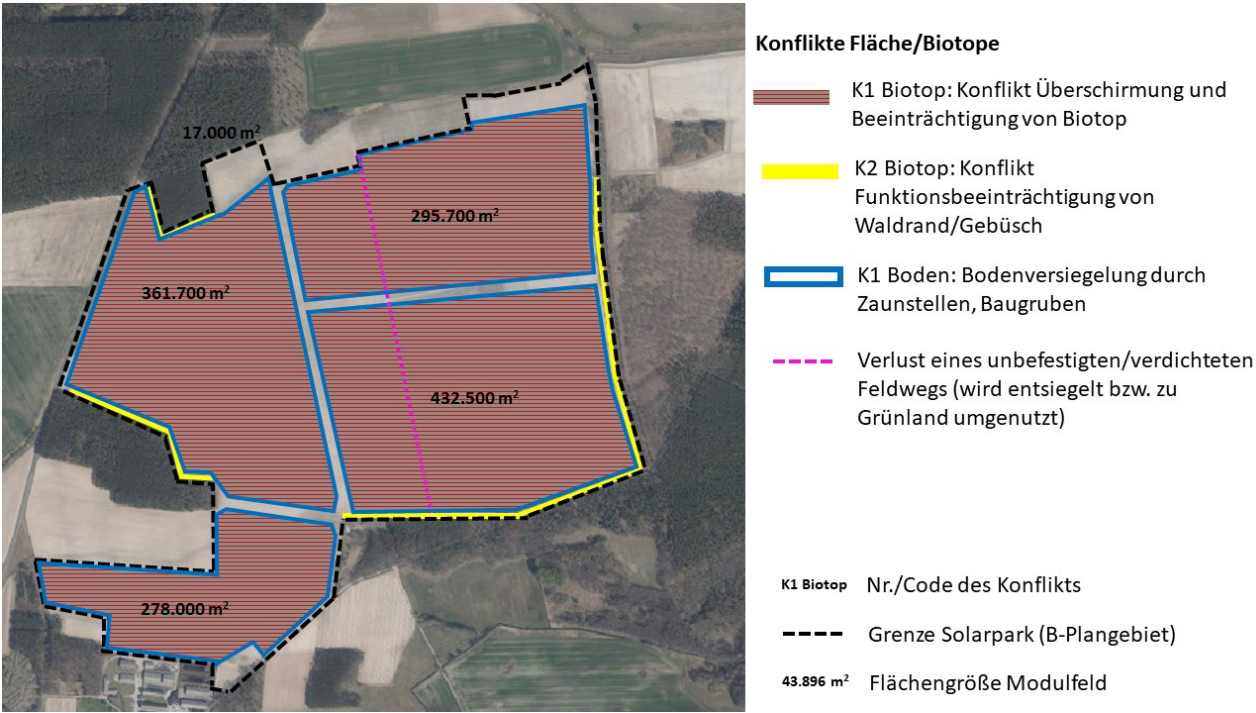 17.000 m²
295.700 m²
361.700 m²
432.500 m²
278.000 m²
Konflikte Fläche/Biotope
K1 Biotop: Konflikt Überschirmung und
Beeinträchtigung von Biotop
K2 Biotop: Konflikt
Funktionsbeeinträchtigung von
Waldrand/Gebüsch
K1 Boden: Bodenversiegelung durch
Zaunstellen, Baugruben
Verlust eines unbefestigten/verdichteten
Feldwegs (wird entsiegelt bzw. zu
Grünland umgenutzt)
K1 Biotop Nr./Code des Konflikts
Grenze Solarpark (B-Plangebiet)
43.896 m² Flächengröße Modulfeld